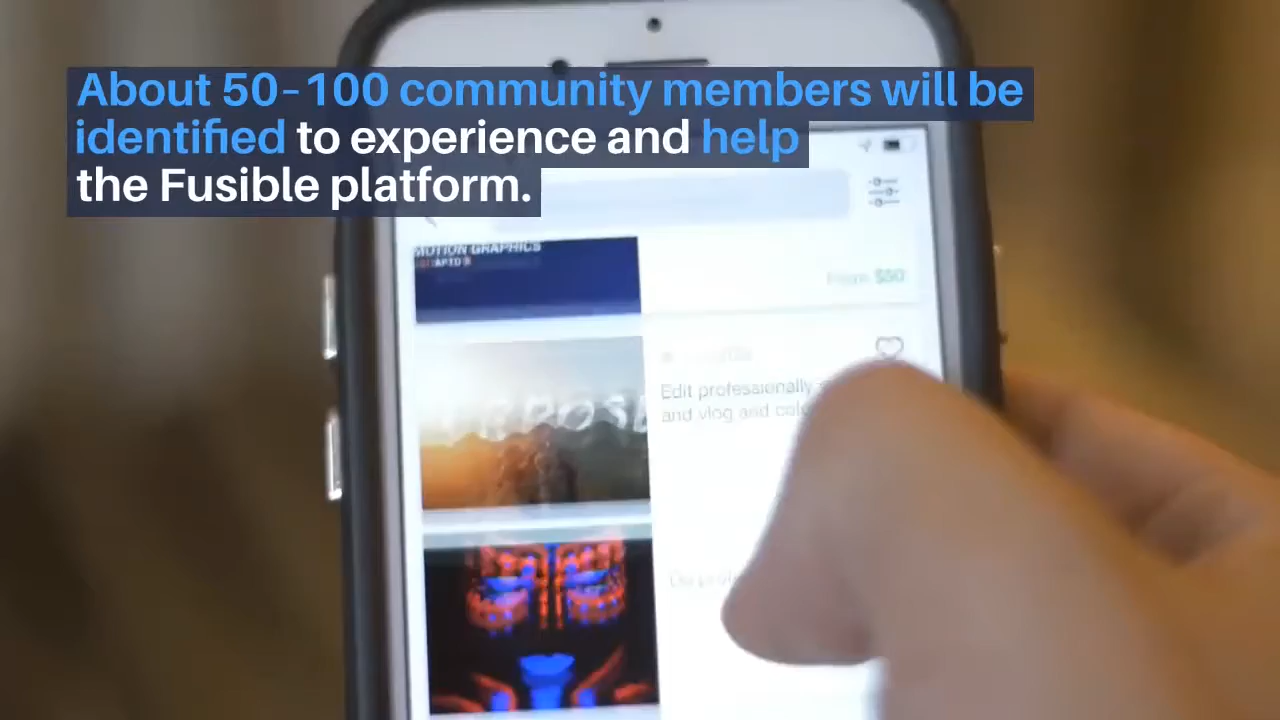 About 50-100 community members will be
identified to experience and help
the Fusible platform.
MOTION GRAPHICS
$50
Edit professionally
and vlog and